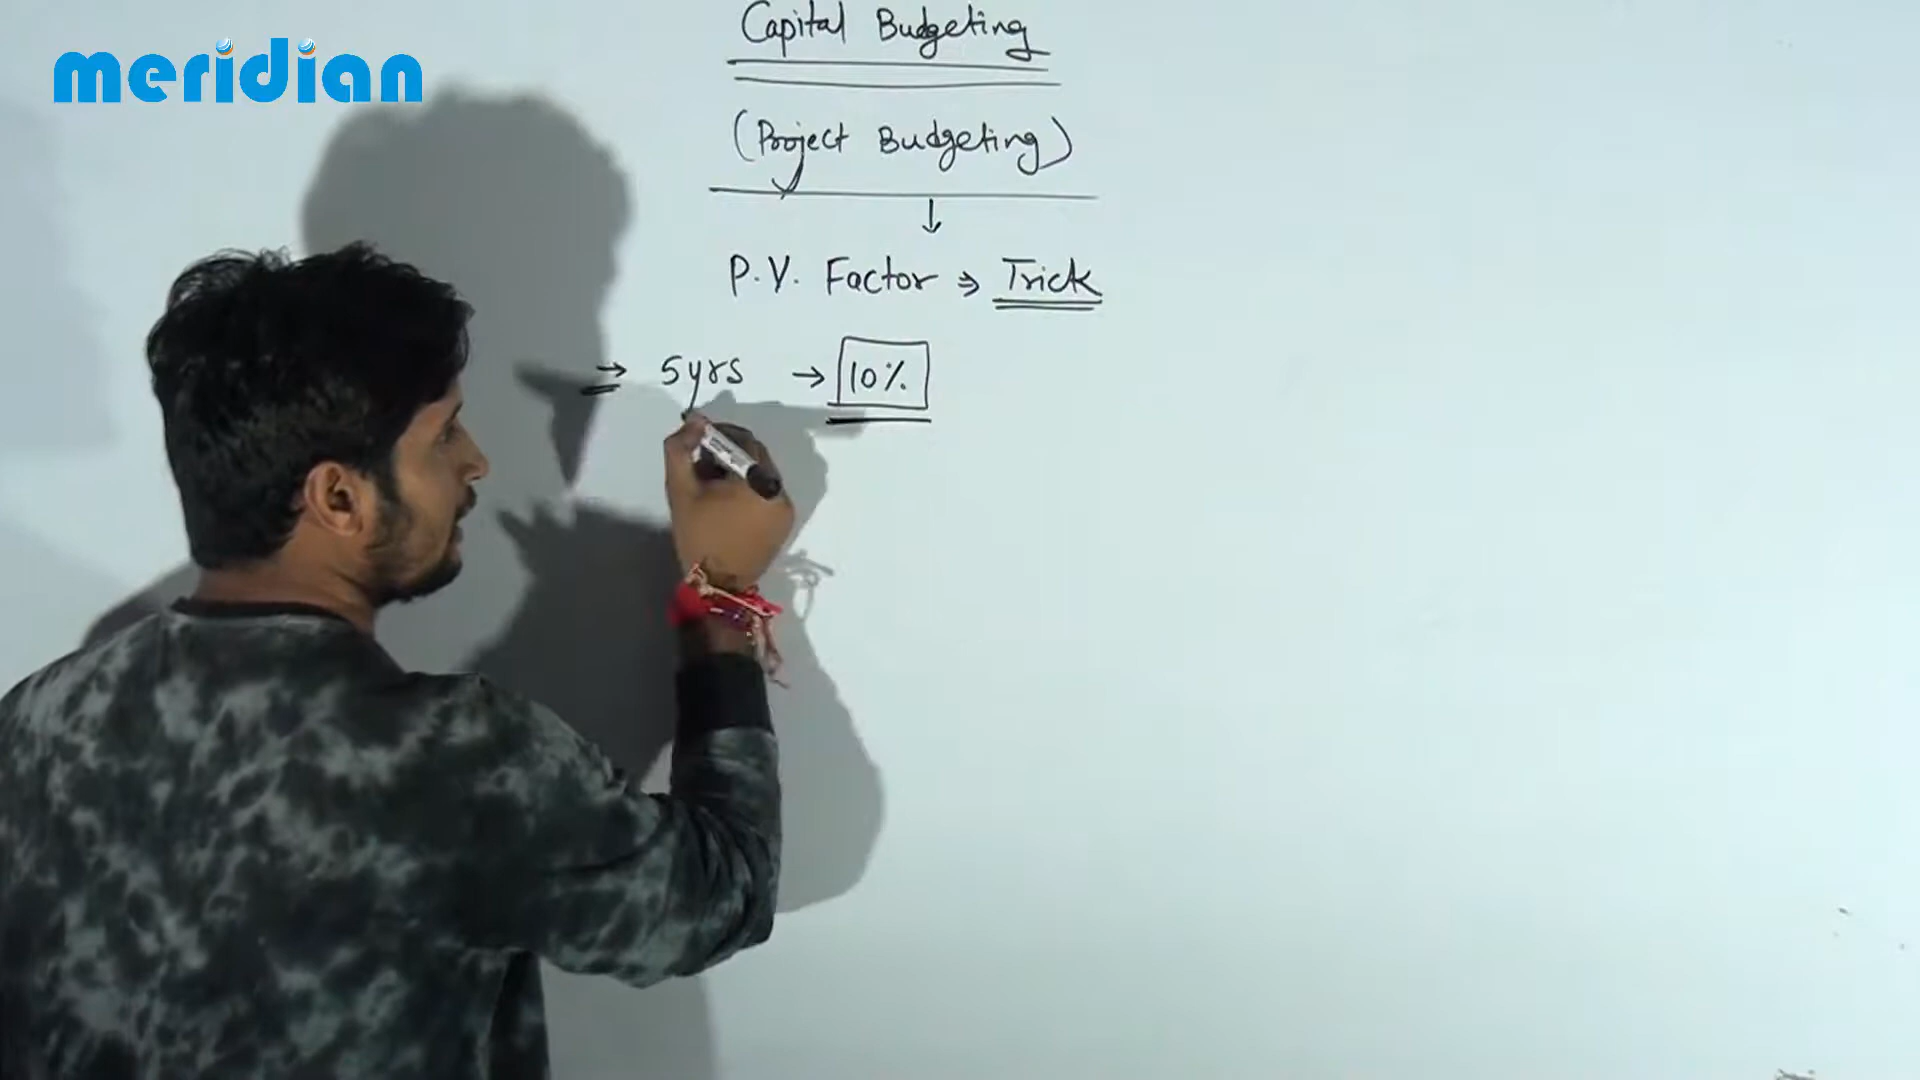 meridian
Capital Budgeting
(Project Budgeting)
↓
P.V. Factor ⇒ Trick
→ 5yrs → 10%